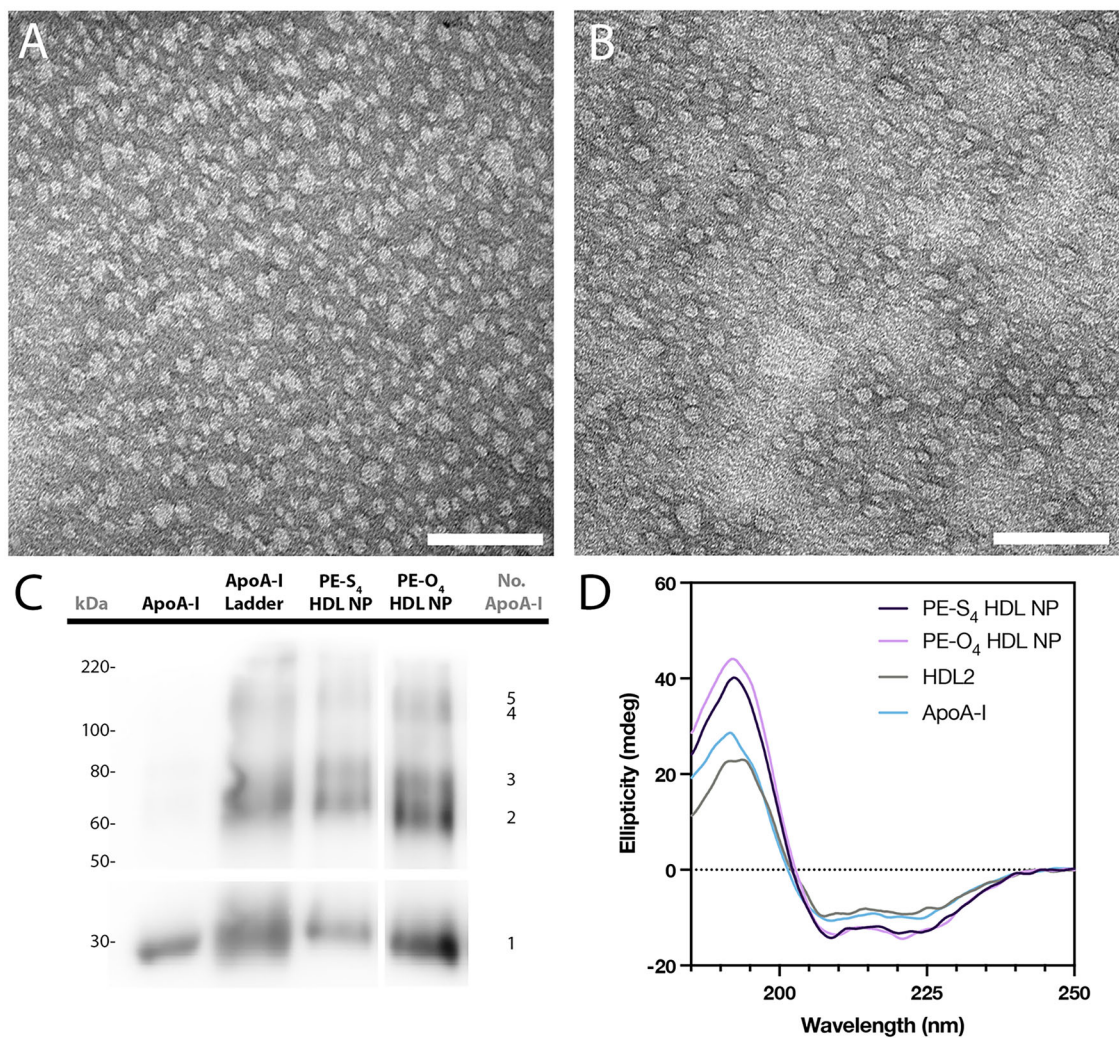 A
B
C
kDa ApoA-I ApoA-I Ladder PE-S4 HDL NP PE-O4 HDL NP No. ApoA-I
220-
100-
80-
60-
50-
30-
5
4
3
2
1
D
60
40
20
0
-20
Ellipticity (mdeg)
PE-S4 HDL NP
PE-O4 HDL NP
HDL2
ApoA-I
200 225 250
Wavelength (nm)